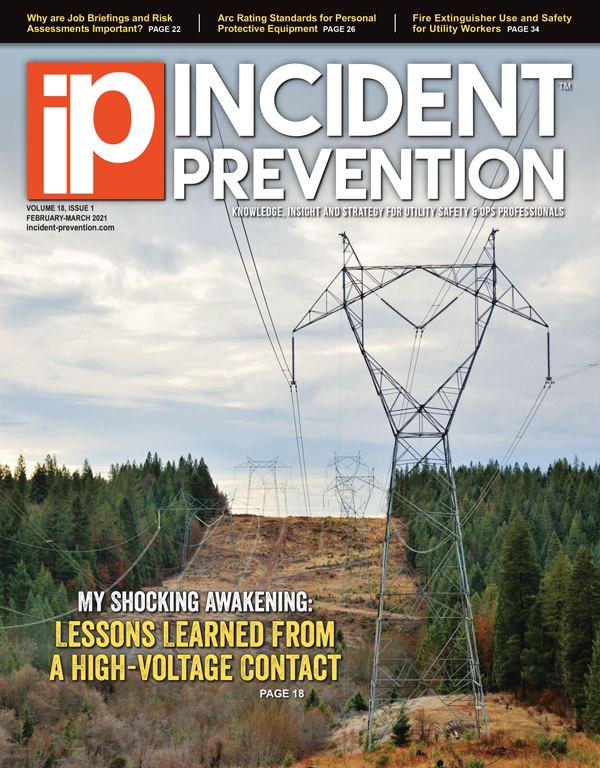 Why are Job Briefings and Risk
Assessments Important? PAGE 22
Arc Rating Standards for Personal
Protective Equipment PAGE 26
Fire Extinguisher Use and Safety
for Utility Workers PAGE 34
ip
INCIDENT™
PREVENTION
KNOWLEDGE, INSIGHT AND STRATEGY FOR UTILITY SAFETY & OPS PROFESSIONALS
VOLUME 18, ISSUE 1
FEBRUARY-MARCH 2021
incident-prevention.com
MY SHOCKING AWAKENING:
LESSONS LEARNED FROM
A HIGH-VOLTAGE CONTACT
PAGE 18